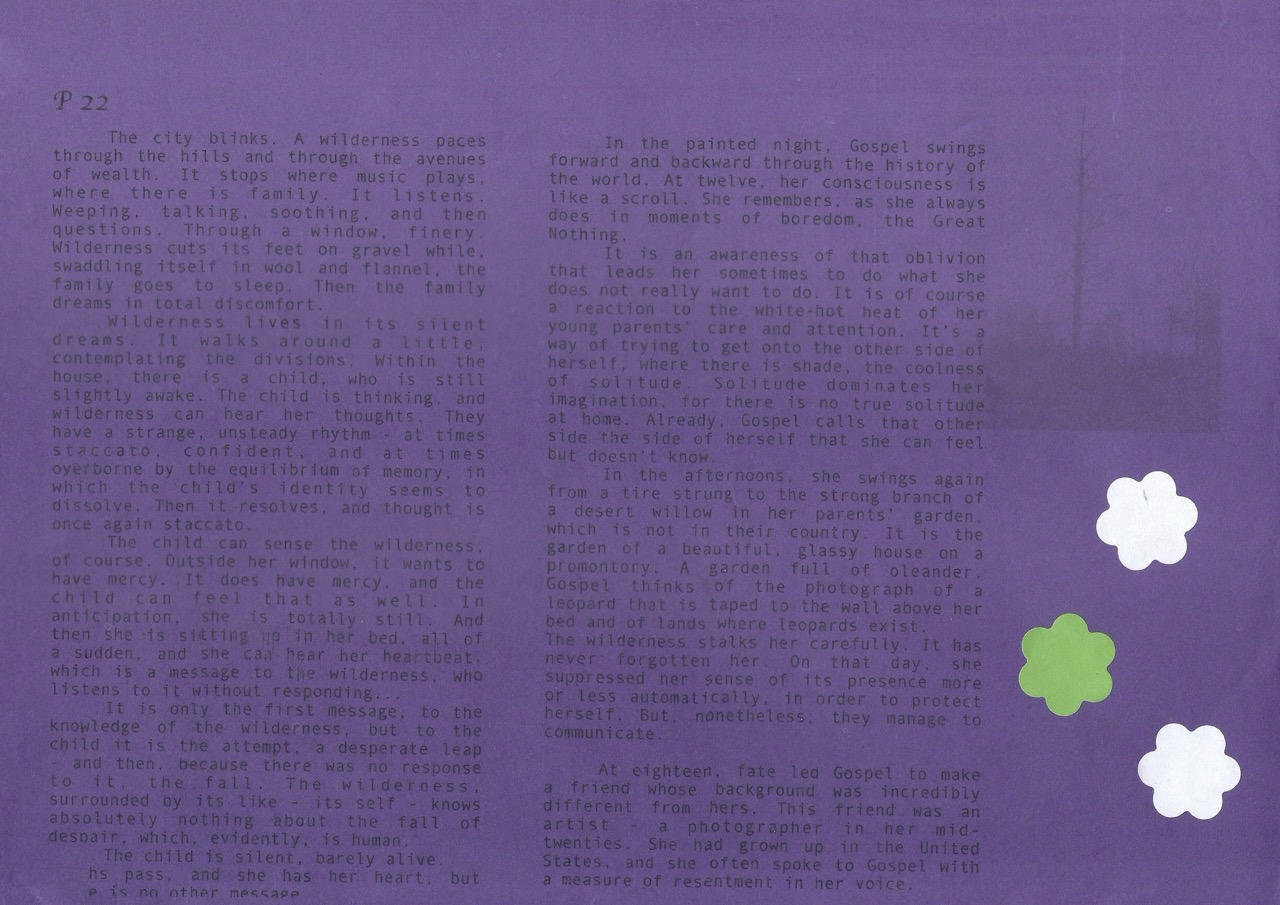 P 22
The city blinks. A wilderness paces
through the hills and through the avenues
of wealth. It stops where music plays,
where there is family. It listens.
Weeping, talking, soothing, and then
questions. Through a window, finery.
Wilderness cuts its feet on gravel while,
swaddling itself in wool and flannel, the
family goes to sleep. Then the family
dreams in total discomfort.
Wilderness lives in its silent
dreams. It walks around a little,
contemplating the divisions. Within the
house, there is a child, who is still
slightly awake. The child is thinking, and
wilderness can hear her thoughts. They
have a strange, unsteady rhythm - at times
staccato, confident, and at times
overborne by the equilibrium of memory, in
which the child's identity seems to
dissolve. Then it resolves, and thought is
once again staccato.
The child can sense the wilderness,
of course. Outside her window, it wants to
have mercy. It does have mercy, and the
child can feel that as well. In
anticipation, she is totally still. And
then she is sitting up in her bed, all of
a sudden, and she can hear her heartbeat,
which is a message to the wilderness, who
listens to it without responding...
It is only the first message, to the
knowledge of the wilderness, but to the
child it is the attempt, a desperate leap
- and then, because there was no response
to it, the fall. The wilderness,
surrounded by its like - its self - knows
absolutely nothing about the fall of
despair, which, evidently, is human.
The child is silent, barely alive.
hs pass, and she has her heart, but
e is no other message
In the painted night, Gospel swings
forward and backward through the history of
the world. At twelve, her consciousness is
like a scroll. She remembers, as she always
does in moments of boredom, the Great
Nothing.
It is an awareness of that oblivion
that leads her sometimes to do what she
does not really want to do. It is of course
a reaction to the white-hot heat of her
young parents' care and attention. It's a
way of trying to get onto the other side of
herself, where there is shade, the coolness
of solitude. Solitude dominates her
imagination, for there is no true solitude
at home. Already, Gospel calls that other
side the side of herself that she can feel
but doesn't know.
In the afternoons, she swings again
from a tire strung to the strong branch of
a desert willow in her parents' garden,
which is not in their country. It is the
garden of a beautiful, glassy house on a
promontory. A garden full of oleander.
Gospel thinks of the photograph of a
leopard that is taped to the wall above her
bed and of lands where leopards exist.
The wilderness stalks her carefully. It has
never forgotten her. On that day, she
suppressed her sense of its presence more
or less automatically, in order to protect
herself. But, nonetheless, they manage to
communicate.
At eighteen, fate led Gospel to make
a friend whose background was incredibly
different from hers. This friend was an
artist - a photographer in her mid-
twenties. She had grown up in the United
States, and she often spoke to Gospel with
a measure of resentment in her voice.